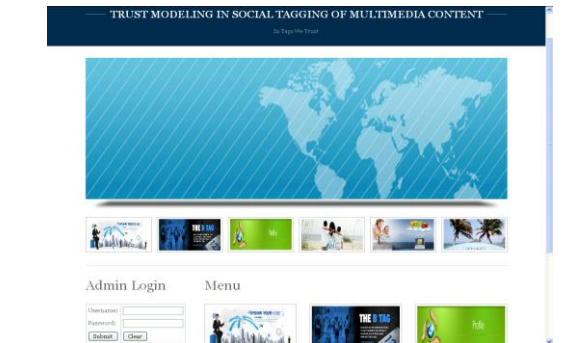 TRUST MODELING IN SOCIAL TAGGING OF MULTIMEDIA CONTENT
In Tags We Trust
THE B TAG
Profile
Admin Login
Menu
Username:
Password:
Submit
Clear
THE B TAG
Profile